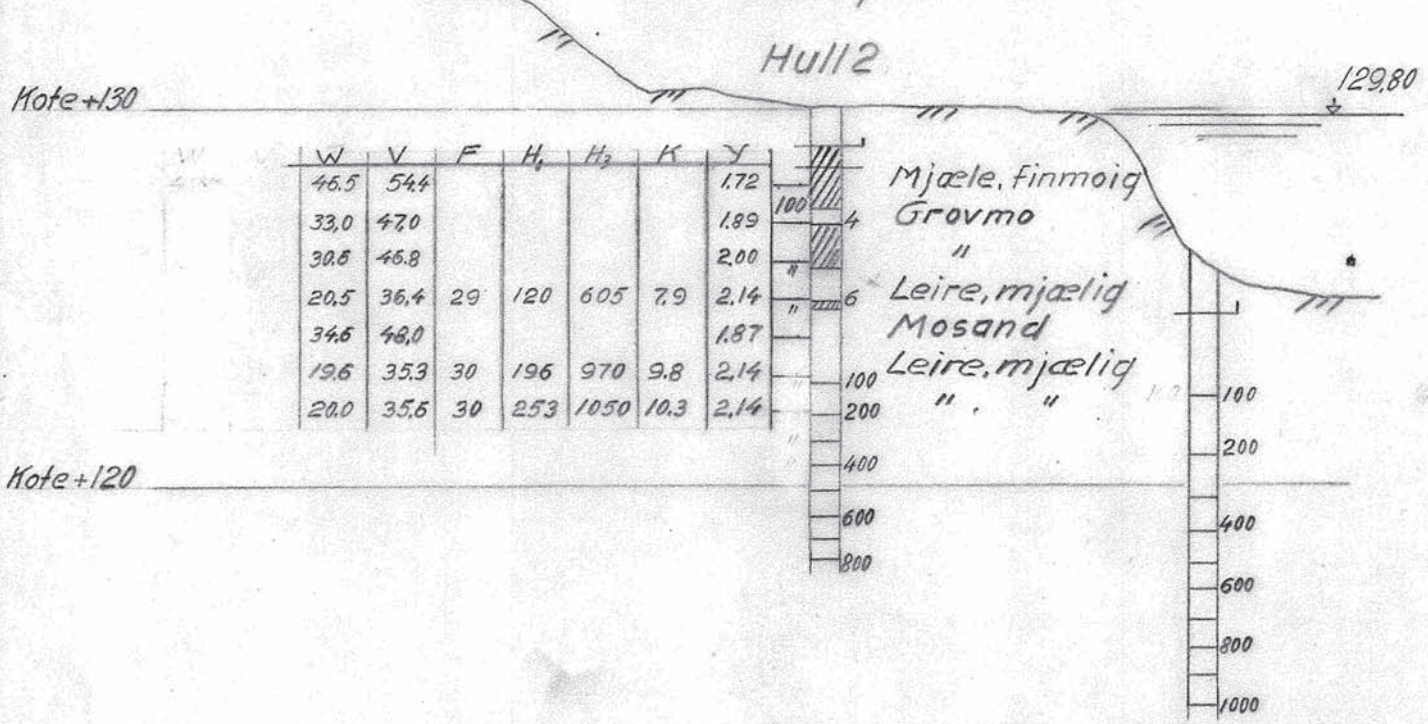 Hull 2
Kote +130
129,80
W V F H₁ H₃ K γ
46.5 54.4 1.72
33,0 47,0 1.89
30.6 46.8 2,00
20,5 36,4 29 120 605 7.9 2,14
34.6 48,0 1.87
19.6 35.3 30 196 970 9.8 2,14
20.0 35,6 30 253 1050 10.3 2,14
100
"
"
4
6
100
200
400
600
800
Mjæle, finmoig
Grovmo
"
Leire, mjælig
Mosand
Leire, mjælig
" , "
100
200
400
600
800
1000
Kote +120